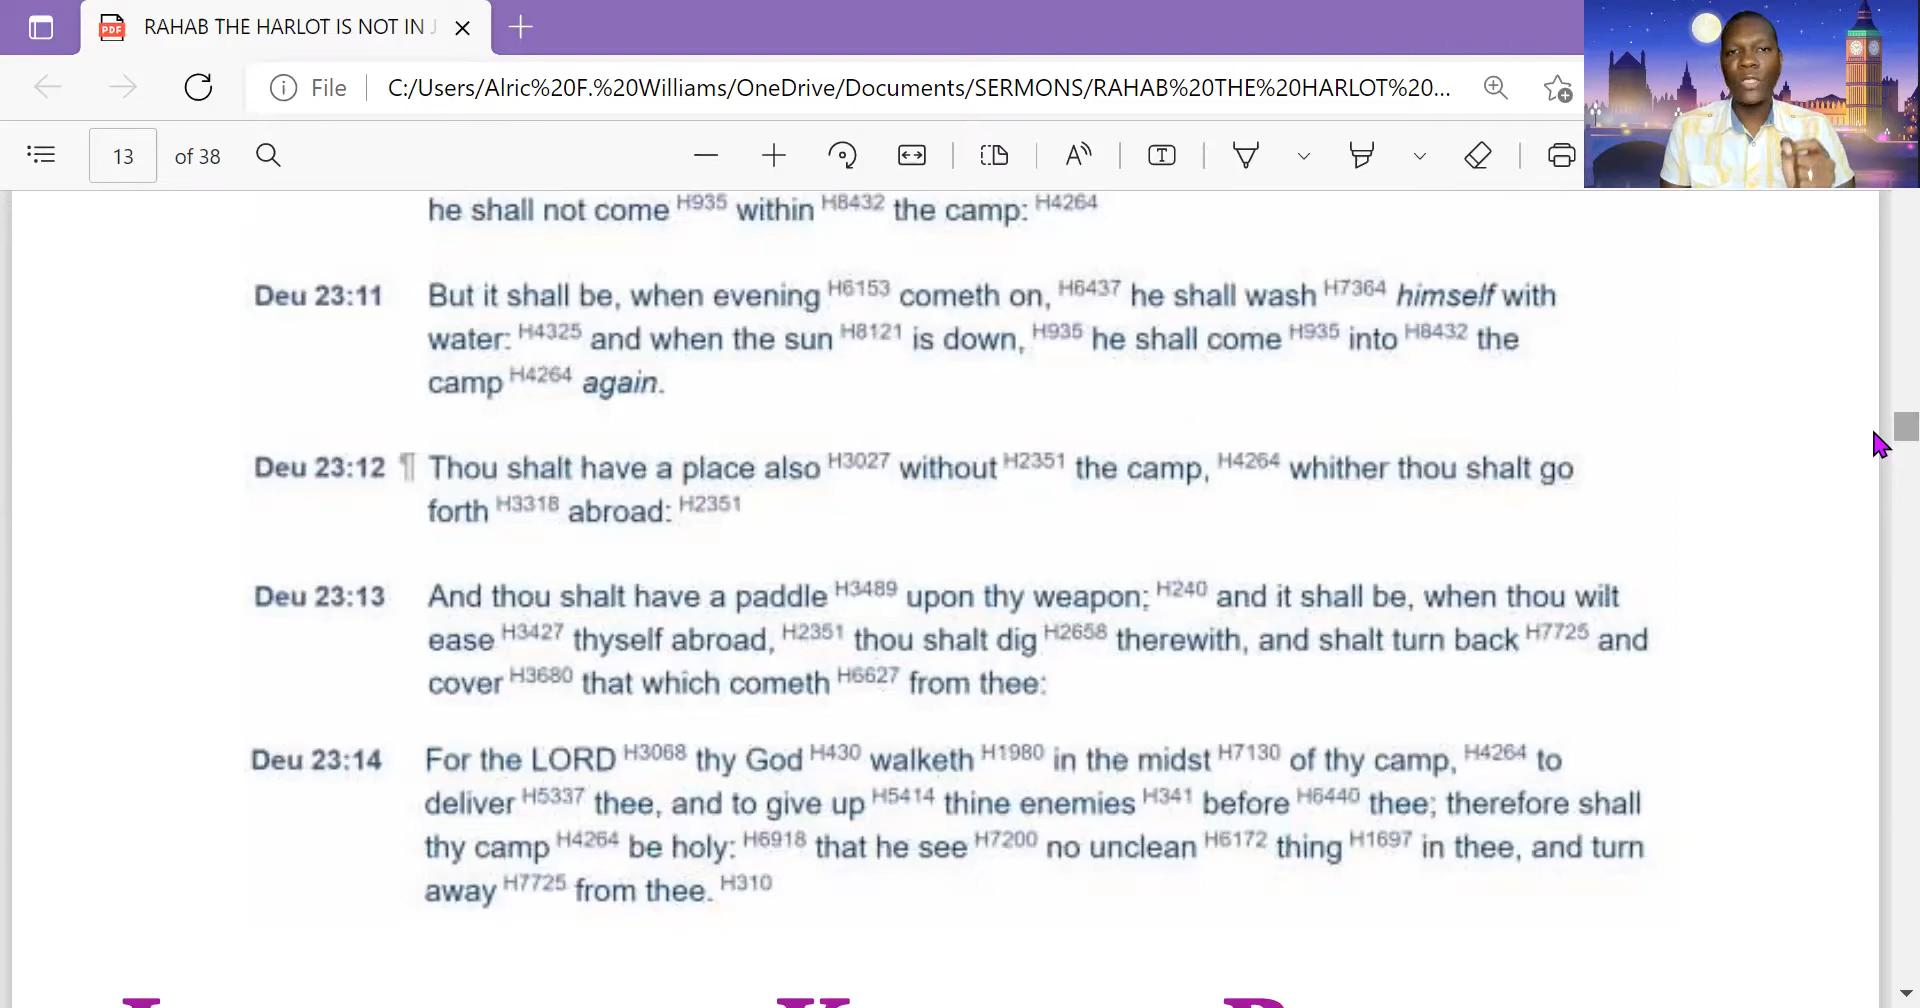 RAHAB THE HARLOT IS NOT IN J
File
C:/Users/Alric%20F.%20Williams/OneDrive/Documents/SERMONS/RAHAB%20THE%20HARLOT%20...
13 of 38
he shall not come H935 within H8432 the camp: H4264
Deu 23:11 But it shall be, when evening H6153 cometh on, H6437 he shall wash H7364 himself with
water: H4325 and when the sun H8121 is down, H935 he shall come H935 into H8432 the
camp H4264 again.
Deu 23:12 ¶ Thou shalt have a place also H3027 without H2351 the camp, H4264 whither thou shalt go
forth H3318 abroad: H2351
Deu 23:13 And thou shalt have a paddle H3489 upon thy weapon; H240 and it shall be, when thou wilt
ease H3427 thyself abroad, H2351 thou shalt dig H2658 therewith, and shalt turn back H7725 and
cover H3680 that which cometh H6627 from thee:
Deu 23:14 For the LORD H3068 thy God H430 walketh H1980 in the midst H7130 of thy camp, H4264 to
deliver H5337 thee, and to give up H5414 thine enemies H341 before H6440 thee; therefore shall
thy camp H4264 be holy: H6918 that he see H7200 no unclean H6172 thing H1697 in thee, and turn
away H7725 from thee. H310